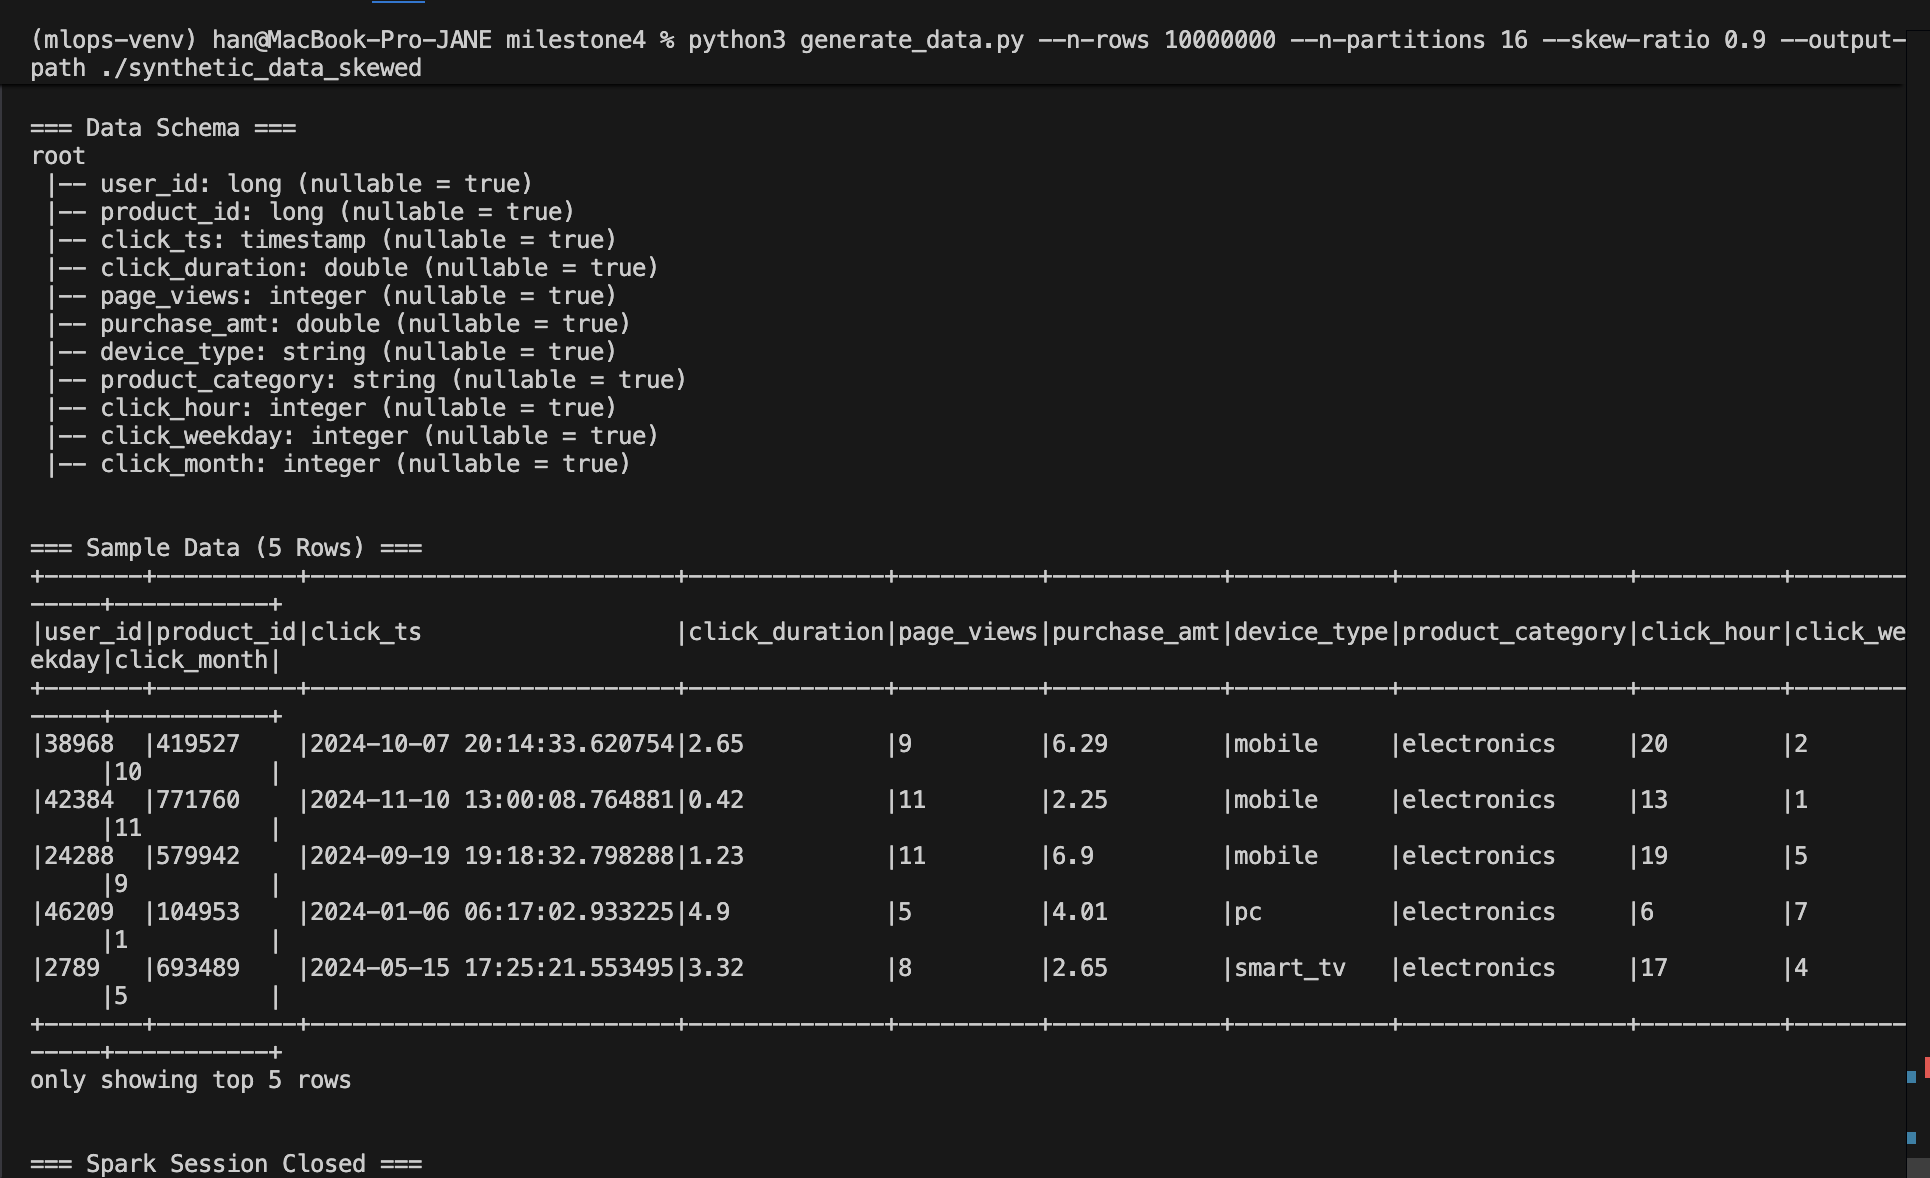 (mlops-venv) han@MacBook-Pro-JANE milestone4 % python3 generate_data.py --n-rows 10000000 --n-partitions 16 --skew-ratio 0.9 --output-
path ./synthetic_data_skewed
=== Data Schema ===
root
 |-- user_id: long (nullable = true)
 |-- product_id: long (nullable = true)
 |-- click_ts: timestamp (nullable = true)
 |-- click_duration: double (nullable = true)
 |-- page_views: integer (nullable = true)
 |-- purchase_amt: double (nullable = true)
 |-- device_type: string (nullable = true)
 |-- product_category: string (nullable = true)
 |-- click_hour: integer (nullable = true)
 |-- click_weekday: integer (nullable = true)
 |-- click_month: integer (nullable = true)
=== Sample Data (5 Rows) ===
+-------+----------+--------------------------+--------------+----------+------------+-----------+----------------+----------+--------
-----+----------+
|user_id|product_id|click_ts                  |click_duration|page_views|purchase_amt|device_type|product_category|click_hour|click_we
ekday|click_month|
+-------+----------+--------------------------+--------------+----------+------------+-----------+----------------+----------+--------
-----+-----------+
|38968  |419527    |2024-10-07 20:14:33.620754|2.65          |9         |6.29        |mobile     |electronics     |20        |2
     |10         |
|42384  |771760    |2024-11-10 13:00:08.764881|0.42          |11        |2.25        |mobile     |electronics     |13        |1
     |11         |
|24288  |579942    |2024-09-19 19:18:32.798288|1.23          |11        |6.9         |mobile     |electronics     |19        |5
     |9          |
|46209  |104953    |2024-01-06 06:17:02.933225|4.9           |5         |4.01        |pc         |electronics     |6         |7
     |1          |
|2789   |693489    |2024-05-15 17:25:21.553495|3.32          |8         |2.65        |smart_tv   |electronics     |17        |4
     |5          |
+-------+----------+--------------------------+--------------+----------+------------+-----------+----------------+----------+--------
-----+-----------+
only showing top 5 rows
=== Spark Session Closed ===